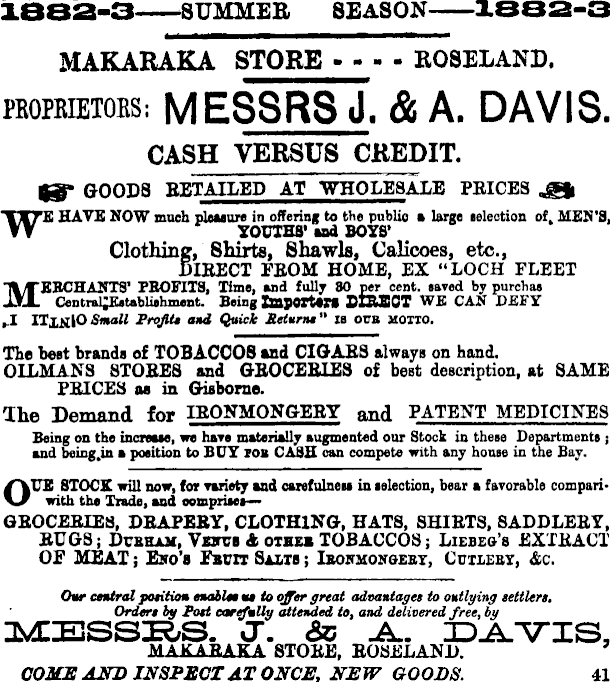 1882-3—SUMMER SEASON—1882-3
MAKARAKA STORE - - - - ROSELAND.
PROPRIETORS: MESSRS J. & A. DAVIS.
CASH VERSUS CREDIT.
GOODS RETAILED AT WHOLESALE PRICES
WE HAVE NOW much pleasure in offering to the public a large selection of, MEN'S,
YOUTHS' and BOYS'
Clothing, Shirts, Shawls, Calicoes, etc.,
DIRECT FROM HOME, EX "LOCH FLEET
MERCHANTS' PROFITS, Time, and fully 30 per cent. saved by purchas
Central Establishment. Being Importers DIRECT WE CAN DEFY
Small Profits and Quick Returns" IS OUR MOTTO.
The best brands of TOBACCOS and CIGARS always on hand.
OILMANS STORES and GROCERIES of best description, at SAME
PRICES as in Gisborne.
The Demand for IRONMONGERY and PATENT MEDICINES
Being on the increase, we have materially augmented our Stock in these Departments ;
and being in a position to BUY FOR CASH can compete with any house in the Bay.
OUR STOCK will now, for variety and carefulness in selection, bear a favorable compari-
with the Trade, and comprises—
GROCERIES, DRAPERY, CLOTHING, HATS, SHIRTS, SADDLERY,
RUGS; DURHAM, VENUS & OTHER TOBACCOS; LIEBEG'S EXTRACT
OF MEAT; ENO'S FRUIT SALTS; IRONMONGERY, CUTLERY, &C.
Our central position enables us to offer great advantages to outlying settlers.
Orders by Post carefully attended to, and delivered free, by
MESSRS. J. & A. DAVIS,
MAKARAKA STORE, ROSELAND.
COME AND INSPECT AT ONCE, NEW GOODS. 41